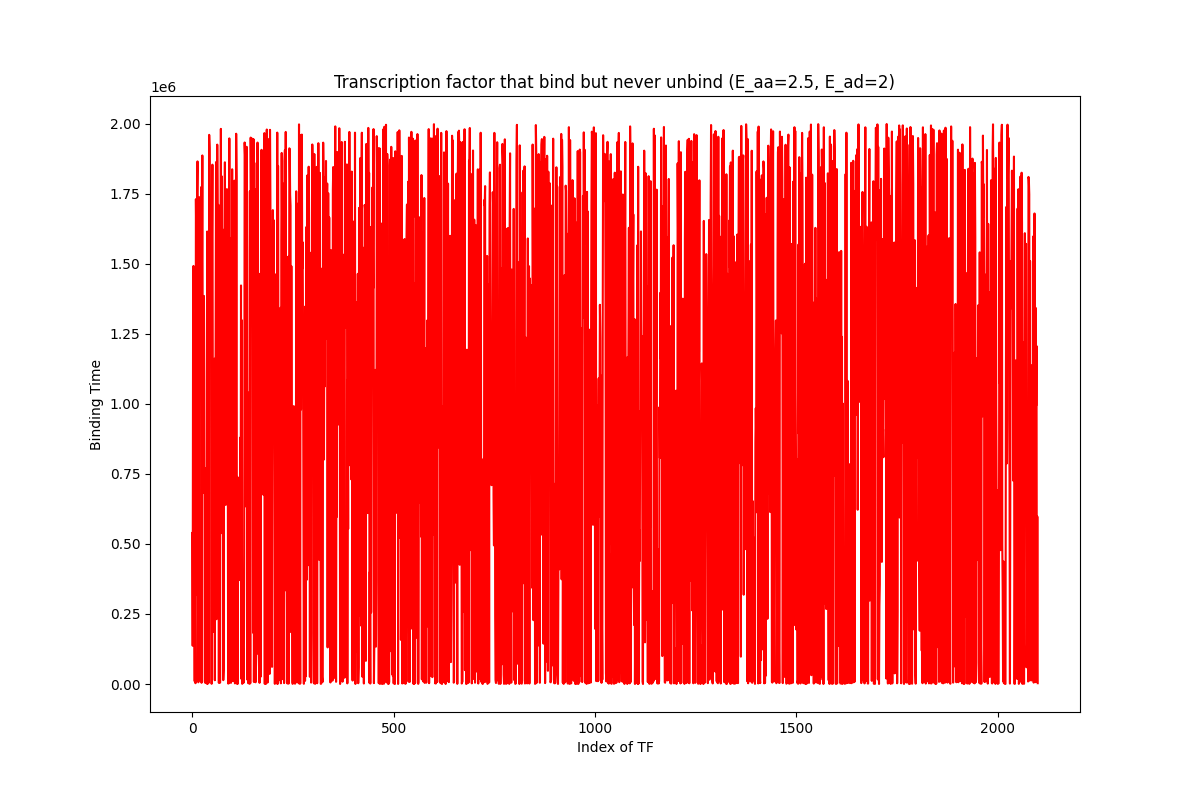 Transcription factor that bind but never unbind (E_aa=2.5, E_ad=2)
1e6
2.00
1.75
1.50
1.25
1.00
0.75
0.50
0.25
0.00
Binding Time
0 500 1000 1500 2000
Index of TF